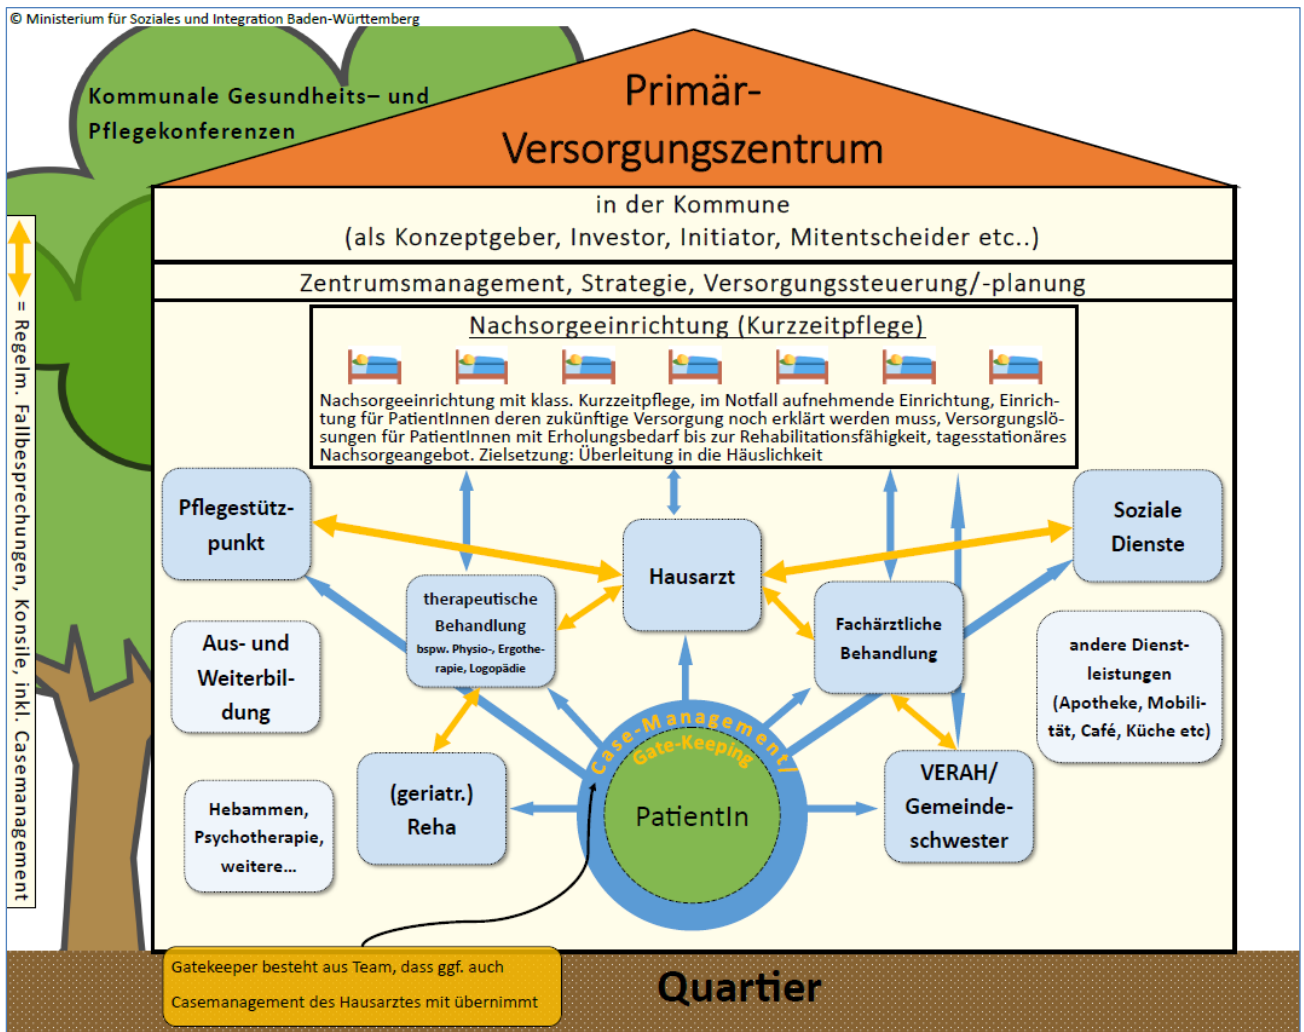 © Ministerium für Soziales und Integration Baden-Württemberg
Kommunale Gesundheits– und
Pflegekonferenzen
Primär-
Versorgungszentrum
in der Kommune
(als Konzeptgeber, Investor, Initiator, Mitentscheider etc..)
Zentrumsmanagement, Strategie, Versorgungssteuerung/-planung
Nachsorgeeinrichtung (Kurzzeitpflege)
Nachsorgeeinrichtung mit klass. Kurzzeitpflege, im Notfall aufnehmende Einrichtung, Einrich-
tung für PatientInnen deren zukünftige Versorgung noch erklärt werden muss, Versorgungslö-
sungen für PatientInnen mit Erholungsbedarf bis zur Rehabilitationsfähigkeit, tagesstationäres
Nachsorgeangebot. Zielsetzung: Überleitung in die Häuslichkeit
= Regelm. Fallbesprechungen, Konsile, inkl. Casemanagement
Pflegestütz-
punkt
Hausarzt
Soziale
Dienste
therapeutische
Behandlung
bspw. Physio-, Ergothe-
rapie, Logopädie
Fachärztliche
Behandlung
Aus- und
Weiterbil-
dung
andere Dienst-
leistungen
(Apotheke, Mobili-
tät, Café, Küche etc)
Case-Management/
Gate-Keeping
PatientIn
(geriatr.)
Reha
VERAH/
Gemeinde-
schwester
Hebammen,
Psychotherapie,
weitere...
Gatekeeper besteht aus Team, dass ggf. auch
Casemanagement des Hausarztes mit übernimmt
Quartier